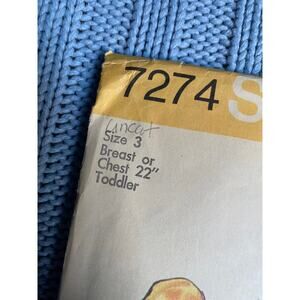 7274 S
uncut
Size 3
Breast or
Chest 22"
Toddler